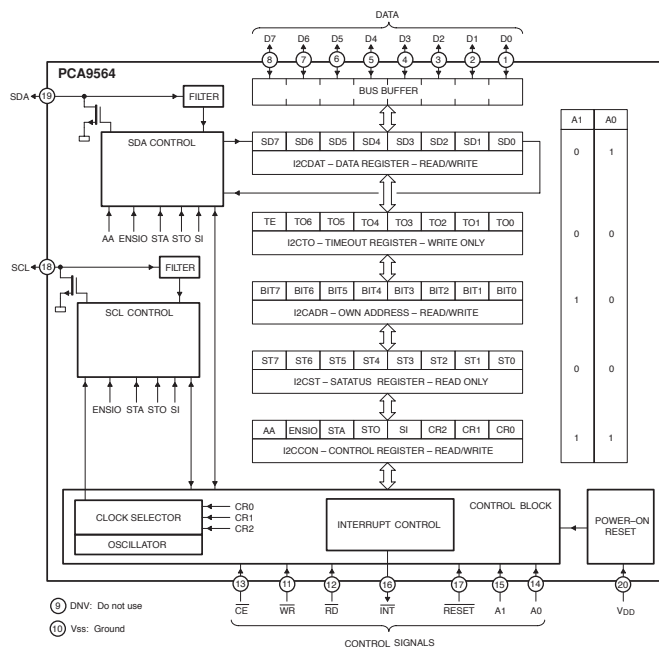 DATA
D7 D6 D5 D4 D3 D2 D1 D0
PCA9564
8 7 6 5 4 3 2 1
BUS BUFFER
SDA 19
FILTER
A1 A0
SDA CONTROL
SD7 SD6 SD5 SD4 SD3 SD2 SD1 SD0
0 1
I2CDAT – DATA REGISTER – READ/WRITE
AA ENSIO STA STO SI
TE TO6 TO5 TO4 TO3 TO2 TO1 TO0
0 0
I2CTO – TIMEOUT REGISTER – WRITE ONLY
SCL 18
FILTER
BIT7 BIT6 BIT5 BIT4 BIT3 BIT2 BIT1 BIT0
1 0
I2CADR – OWN ADDRESS – READ/WRITE
SCL CONTROL
ST7 ST6 ST5 ST4 ST3 ST2 ST1 ST0
0 0
I2CST – SATATUS REGISTER – READ ONLY
ENSIO STA STO SI
AA ENSIO STA STO SI CR2 CR1 CR0
1 1
I2CCON – CONTROL REGISTER – READ/WRITE
CONTROL BLOCK
CLOCK SELECTOR
CR0
CR1
CR2
OSCILLATOR
INTERRUPT CONTROL
POWER–ON
RESET
13 11 12 16 17 15 14 20
CE WR RD INT RESET A1 A0 VDD
CONTROL SIGNALS
9 DNV: Do not use
10 Vss: Ground